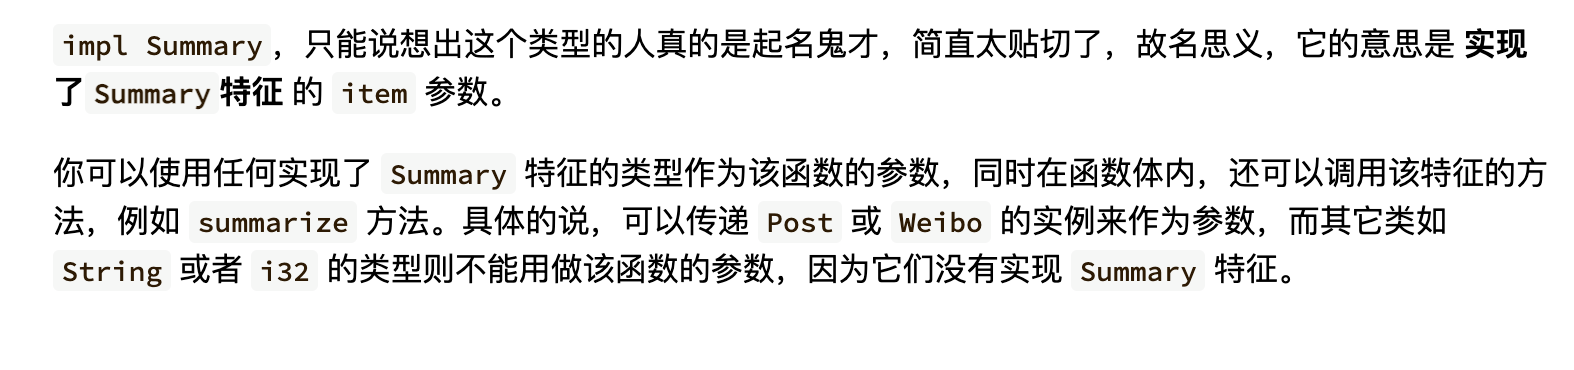 impl Summary，只能说想出这个类型的人真的是起名鬼才，简直太贴切了，故名思义，它的意思是 实现
了 Summary 特征 的 item 参数。
你可以使用任何实现了 Summary 特征的类型作为该函数的参数，同时在函数体内，还可以调用该特征的方
法，例如 summarize 方法。具体的说，可以传递 Post 或 Weibo 的实例来作为参数，而其它类如
String 或者 i32 的类型则不能用做该函数的参数，因为它们没有实现 Summary 特征。